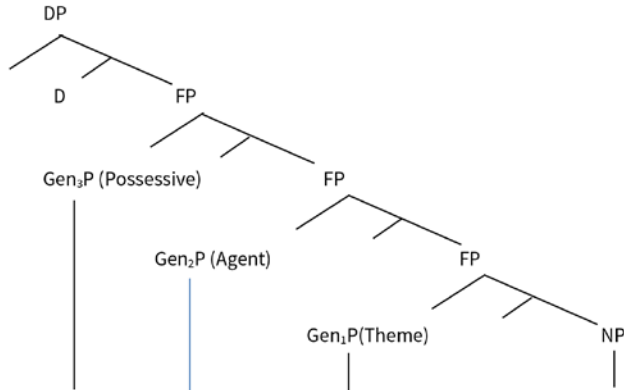 DP
D
FP
Gen₃P (Possessive)
FP
Gen₂P (Agent)
FP
Gen₁P(Theme)
NP